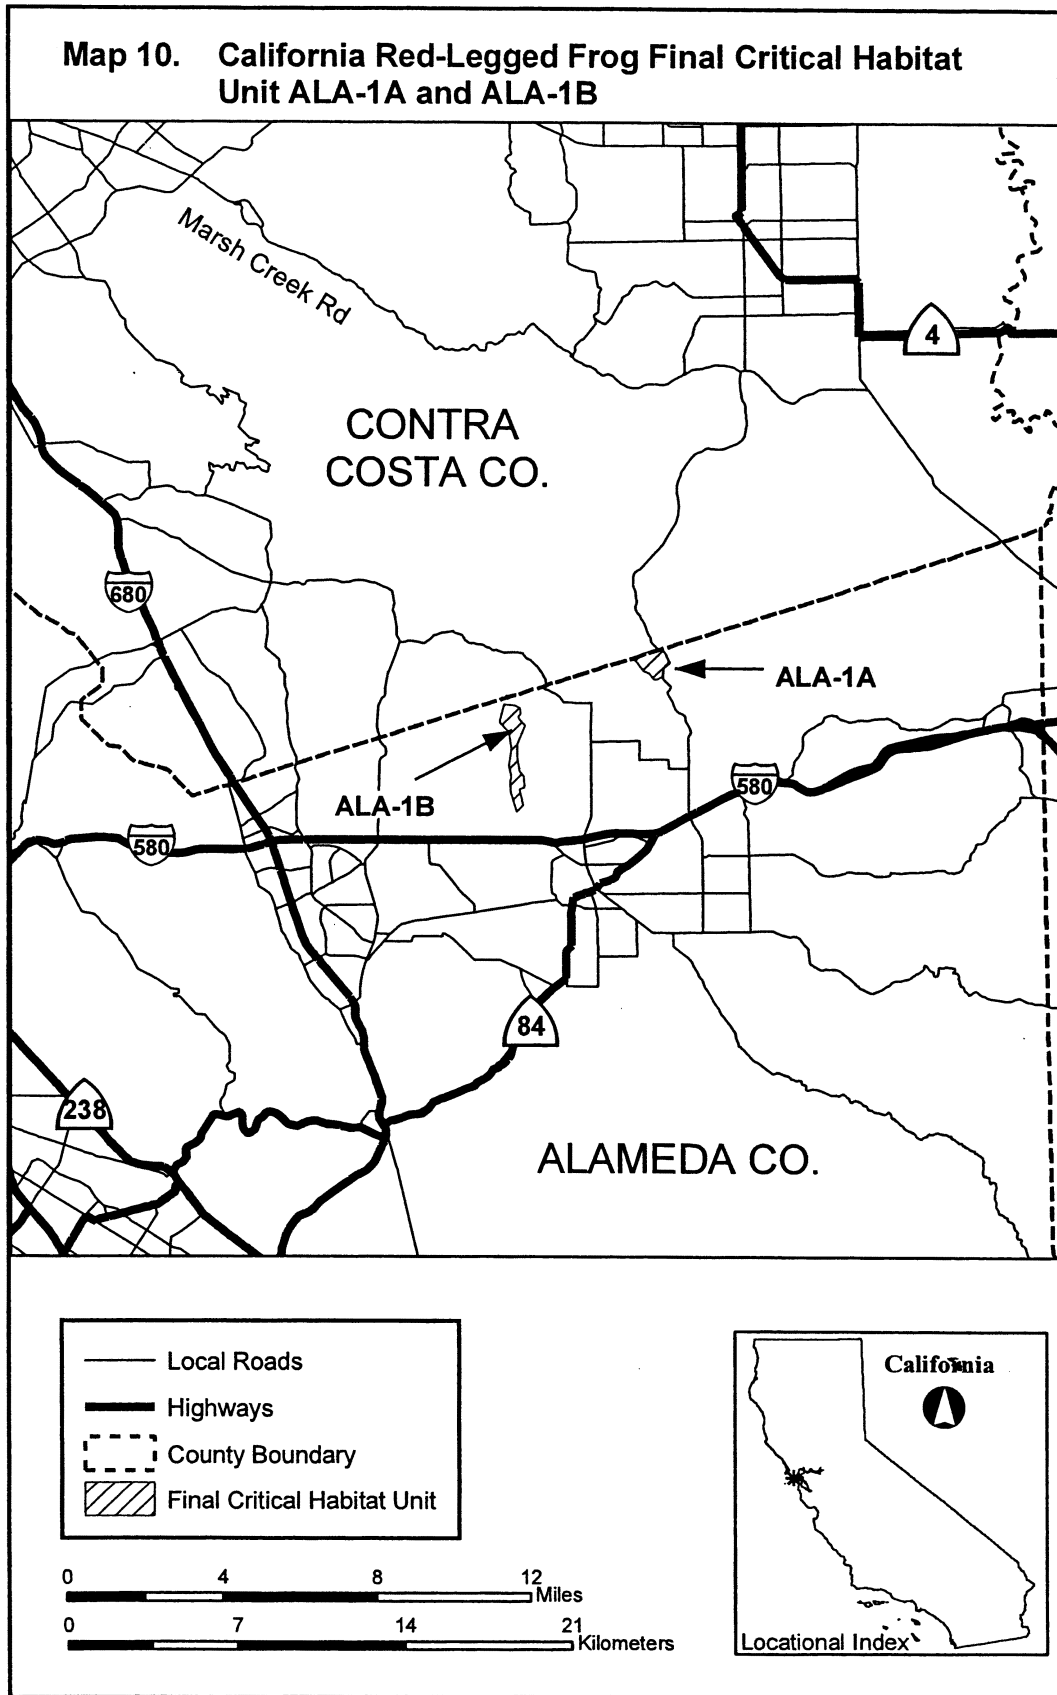 Map 10. California Red-Legged Frog Final Critical Habitat
Unit ALA-1A and ALA-1B
Marsh Creek Rd
4
CONTRA
COSTA CO.
680
ALA-1A
ALA-1B
580
580
84
238
ALAMEDA CO.
Local Roads
Highways
County Boundary
Final Critical Habitat Unit
0 4 8 12
Miles
0 7 14 21
Kilometers
California
Locational Index